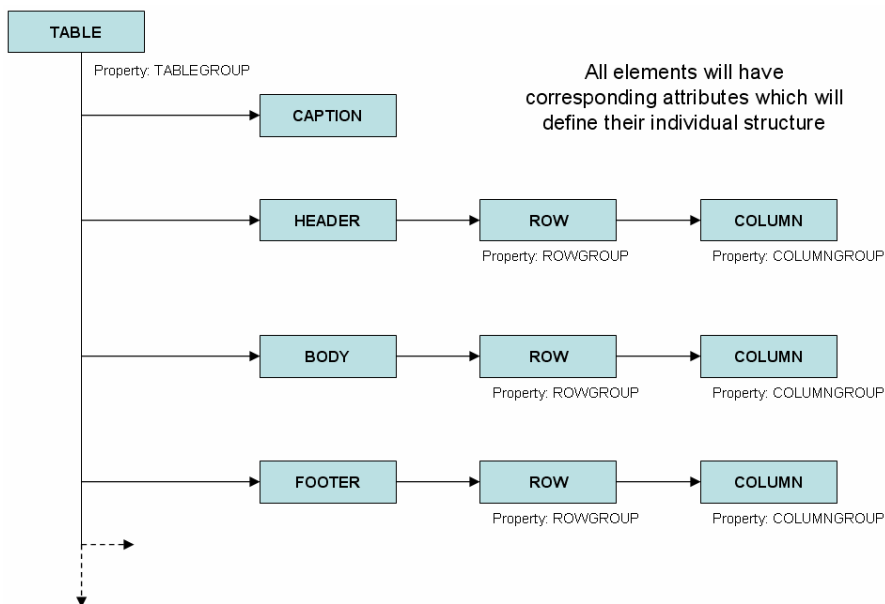 TABLE
Property: TABLEGROUP
All elements will have
corresponding attributes which will
define their individual structure
CAPTION
HEADER
ROW
COLUMN
Property: ROWGROUP
Property: COLUMNGROUP
BODY
ROW
COLUMN
Property: ROWGROUP
Property: COLUMNGROUP
FOOTER
ROW
COLUMN
Property: ROWGROUP
Property: COLUMNGROUP